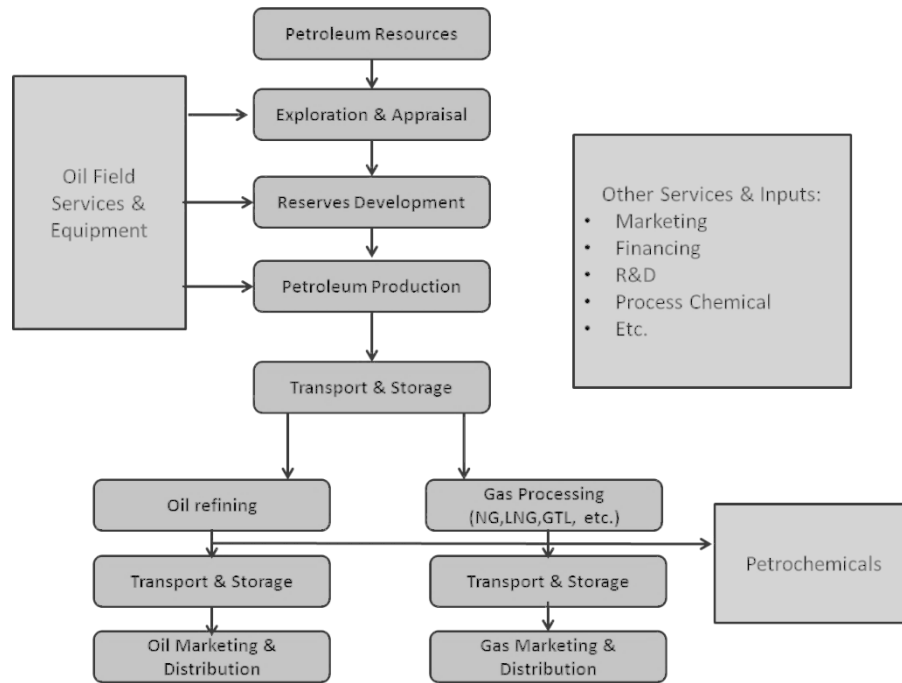 Petroleum Resources
Exploration & Appraisal
Oil Field
Services &
Equipment
Reserves Development
Petroleum Production
Other Services & Inputs:
• Marketing
• Financing
• R&D
• Process Chemical
• Etc.
Transport & Storage
Oil refining
Gas Processing
(NG,LNG,GTL, etc.)
Petrochemicals
Transport & Storage
Transport & Storage
Oil Marketing &
Distribution
Gas Marketing &
Distribution